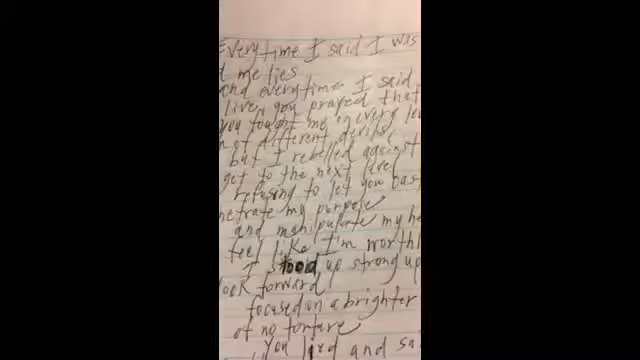 Everytime I said I was
d me lies
and everytime I said
live, you prayed that
you fought me every le
n of different devils
but I rebelled against
get to the next level
refusing to let you bas
netrate my purpose
and manipulate my he
feel like I'm worthl
I stood up strong up
look forward
focused on a brighter
of no torture
You lied and sa